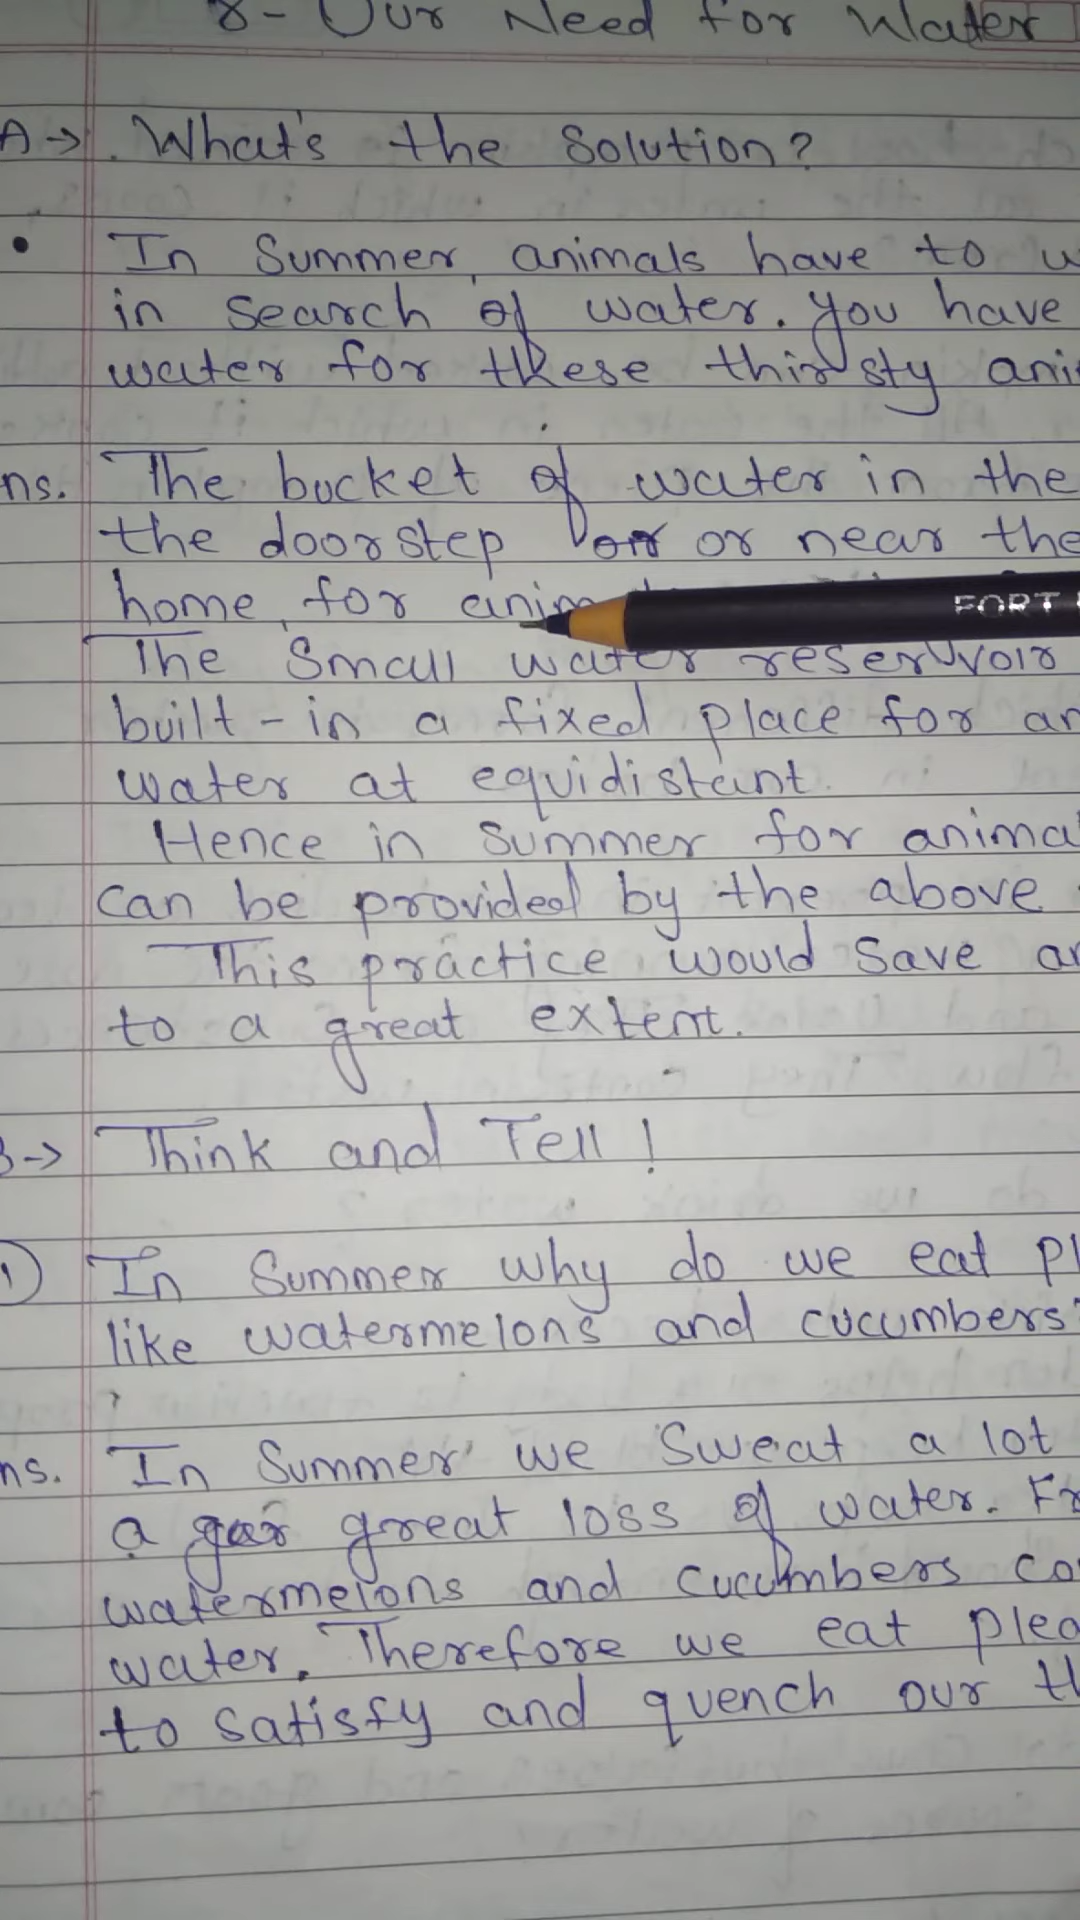 8- Our Need for Water
A→ What's the Solution?
• In Summer, animals have to
in search of water. You have
water for these thirsty
ns. The bucket of water in the
the doorstep or or near the
home, for
FORT
The Small water reservoir
built-in a fixed place for
water at equidistant.
Hence in summer for
can be provided by the above
This practice would Save
to a great extent.
→ Think and Tell!
1) In Summer why do we eat
like watermelons and cucumbers?
?
ns. In Summer we Sweat a lot
a great loss of water.
watermelons and cucumbers
water. Therefore we eat
to satisfy and quench our